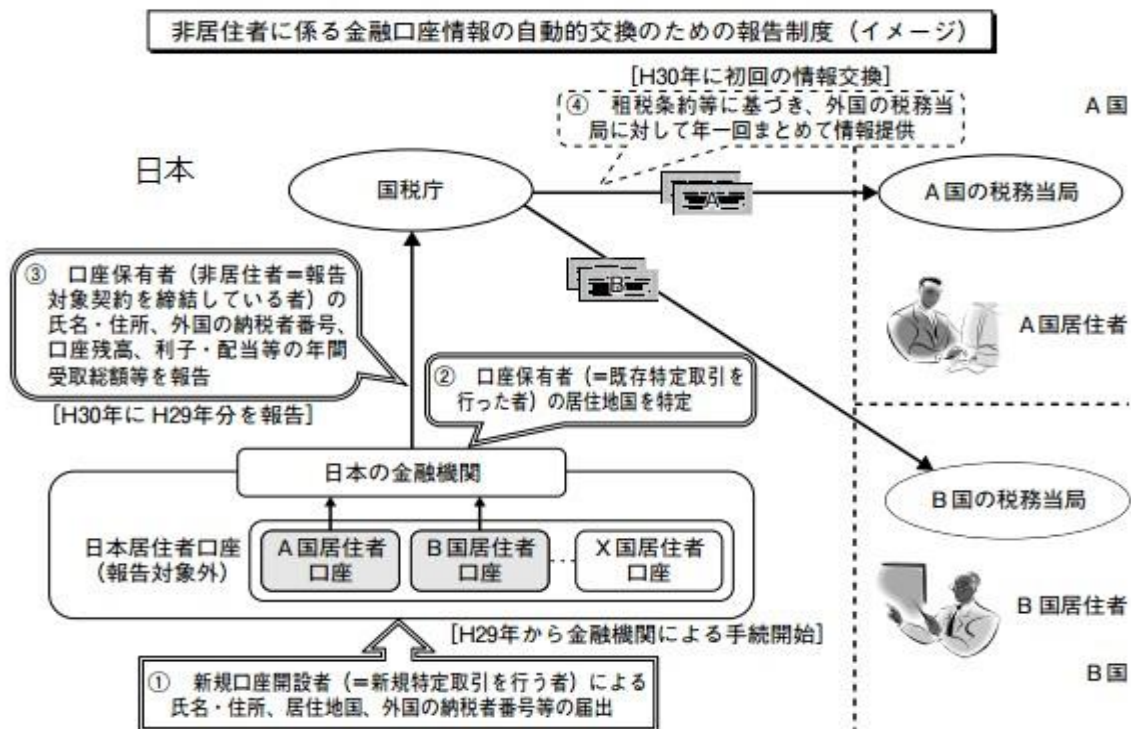 非居住者に係る金融口座情報の自動的交換のための報告制度（イメージ）
[H30年に初回の情報交換]
④　租税条約等に基づき、外国の税務当
局に対して年一回まとめて情報提供
A国
日本
国税庁
A
A国の税務当局
③　口座保有者（非居住者＝報告
対象契約を締結している者）の
氏名・住所、外国の納税者番号、
口座残高、利子・配当等の年間
受取総額等を報告
[H30年に H29年分を報告]
B
A国居住者
②　口座保有者（＝既存特定取引を
行った者）の居住地国を特定
日本の金融機関
B国の税務当局
日本居住者口座
（報告対象外）
A国居住者
口座
B国居住者
口座
X国居住者
口座
B国居住者
[H29年から金融機関による手続開始]
B国
①　新規口座開設者（＝新規特定取引を行う者）による
氏名・住所、居住地国、外国の納税者番号等の届出